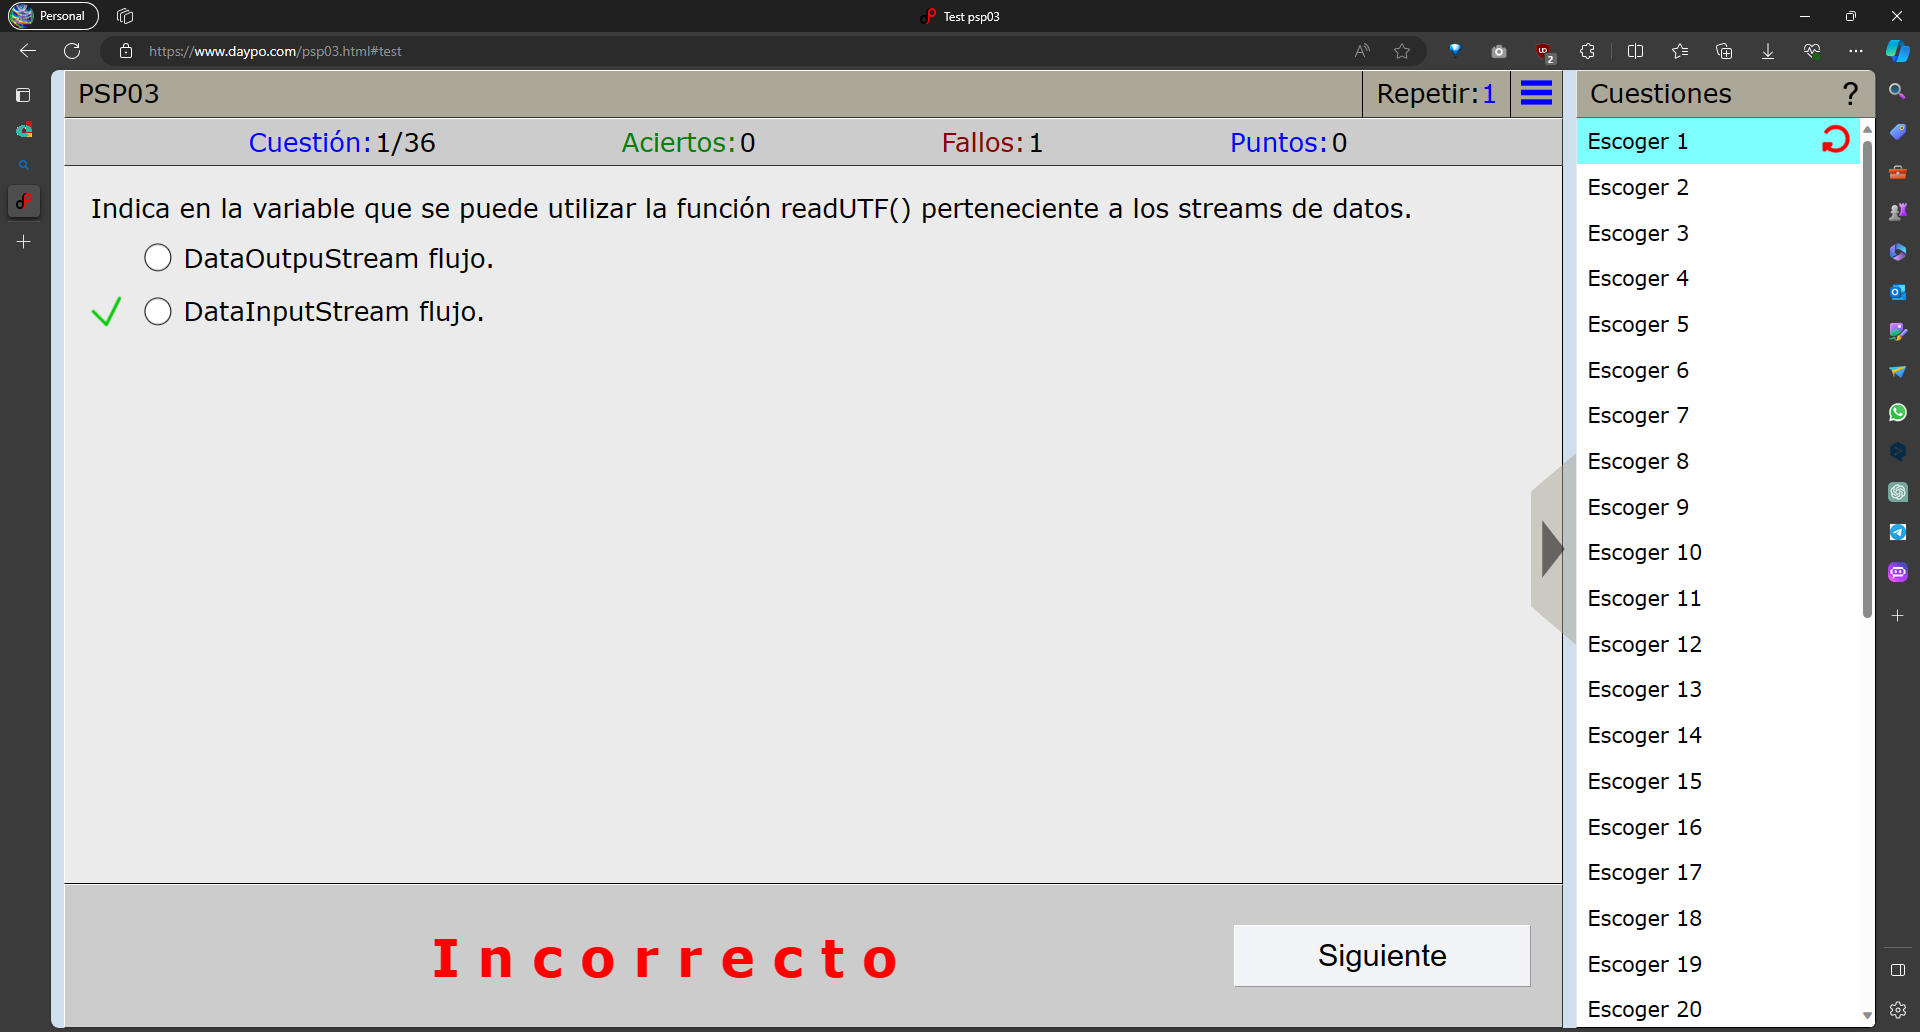 Personal
Test psp03
https://www.daypo.com/psp03.html#test
2
PSP03
Repetir:1
Cuestiones
?
Cuestión:1/36
Aciertos:0
Fallos:1
Puntos:0
Indica en la variable que se puede utilizar la función readUTF() perteneciente a los streams de datos.
DataOutpuStream flujo.
DataInputStream flujo.
Incorrecto
Siguiente
Escoger 1
Escoger 2
Escoger 3
Escoger 4
Escoger 5
Escoger 6
Escoger 7
Escoger 8
Escoger 9
Escoger 10
Escoger 11
Escoger 12
Escoger 13
Escoger 14
Escoger 15
Escoger 16
Escoger 17
Escoger 18
Escoger 19
Escoger 20